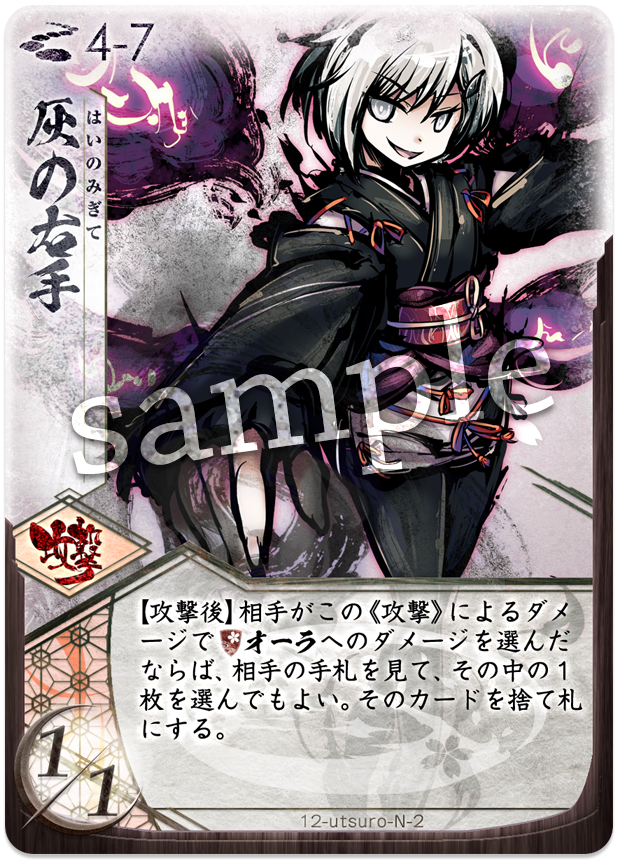 4-7
灰の右手
はいのみぎて
sample
攻撃
【攻撃後】相手がこの《攻撃》によるダメ
ージでオーラへのダメージを選んだ
ならば、相手の手札を見て、その中の1
枚を選んでもよい。そのカードを捨て札
にする。
1/1
12-utsuro-N-2